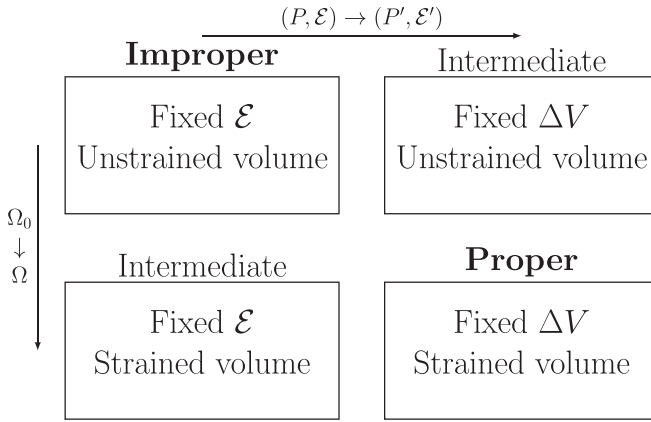 (P, ℰ) → (P′, ℰ′)
Improper
Intermediate
Fixed ℰ
Unstrained volume
Fixed ΔV
Unstrained volume
Ω₀
↓
Ω
Intermediate
Proper
Fixed ℰ
Strained volume
Fixed ΔV
Strained volume